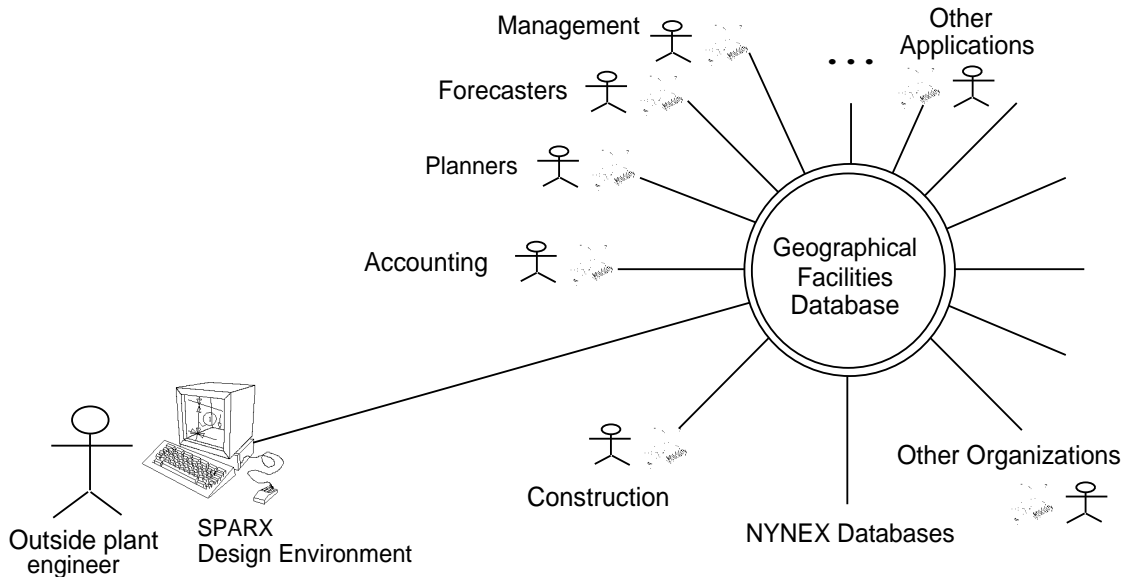 Management
Other
Applications
...
Forecasters
Planners
Accounting
Geographical
Facilities
Database
Construction
Other Organizations
NYNEX Databases
SPARX
Design Environment
Outside plant
engineer